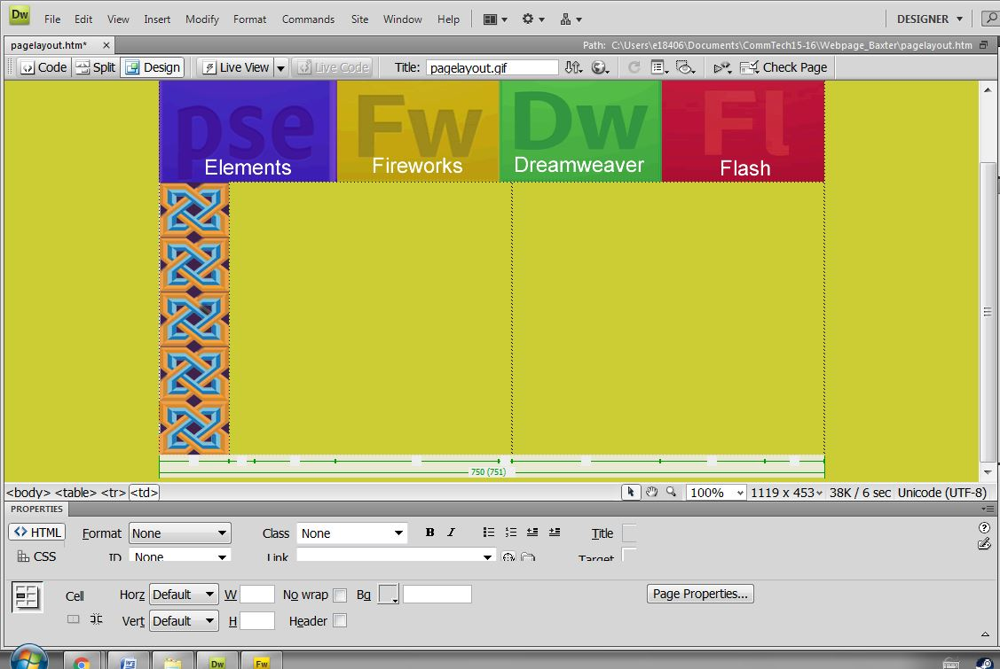 Dw File Edit View Insert Modify Format Commands Site Window Help DESIGNER
pagelayout.htm* × Path: C:\Users\e18406\Documents\CommTech15-16\Webpage_Baxter\pagelayout.htm
Code Split Design Live View Live Code Title: pagelayout.gif Check Page
pse Fw Dw Fl
Elements Fireworks Dreamweaver Flash
750 (751)
<body> <table> <tr> <td> 100% 1119 x 453 38K / 6 sec Unicode (UTF-8)
PROPERTIES
<> HTML Format None Class None B I Title
CSS ID None Link Target
Cell Horz Default W No wrap Bg Page Properties...
Vert Default H Header
Dw Fw